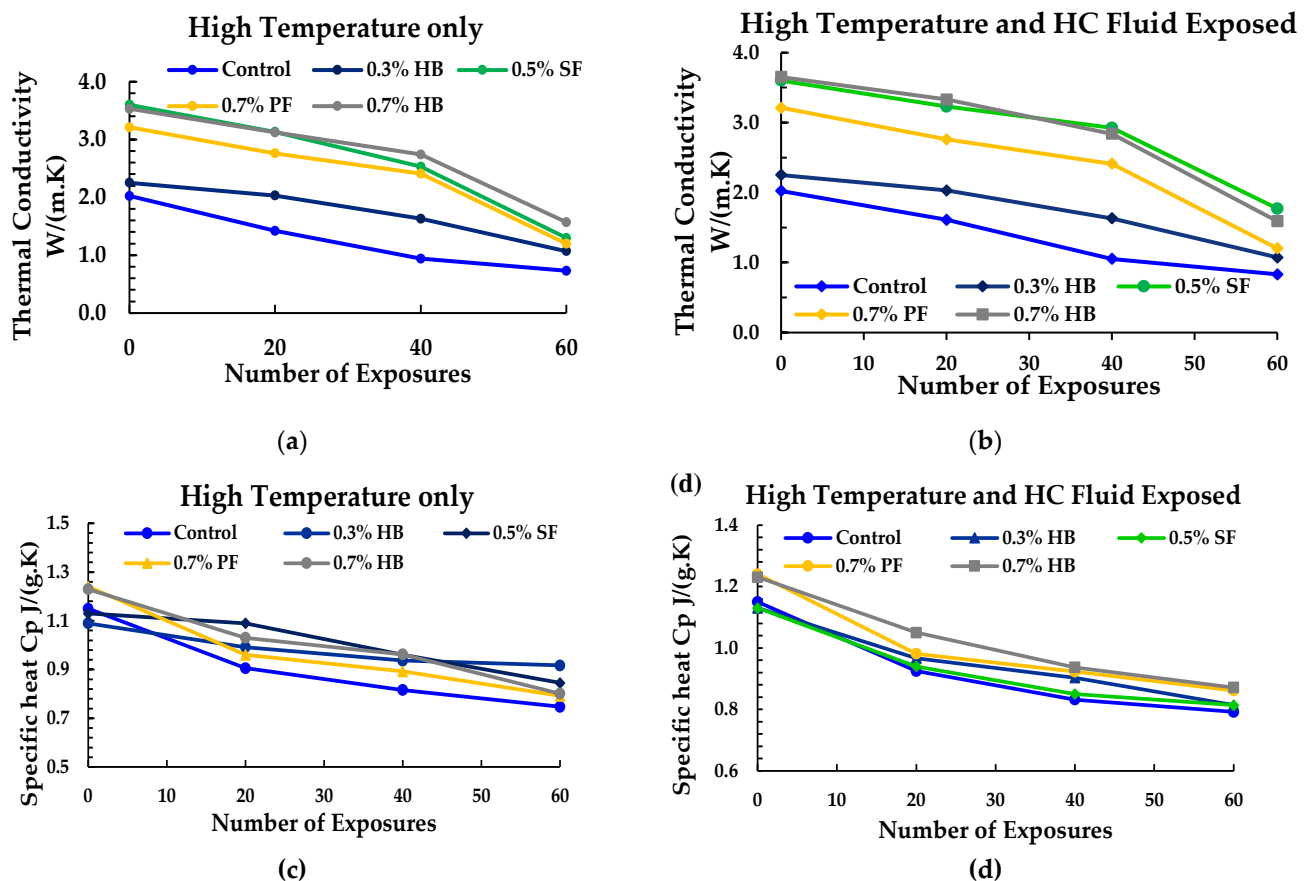 High Temperature only
Control 0.3% HB 0.5% SF
0.7% PF 0.7% HB
Thermal Conductivity
W/(m.K)
4.0
3.0
2.0
1.0
0.0
0 20 40 60
Number of Exposures
(a)
High Temperature and HC Fluid Exposed
Thermal Conductivity
W/(m.K)
4.0
3.0
2.0
1.0
0.0
Control 0.3% HB 0.5% SF
0.7% PF 0.7% HB
0 10 20 30 40 50 60
Number of Exposures
(b)
High Temperature only
Control 0.3% HB 0.5% SF
0.7% PF 0.7% HB
Specific heat Cp J/(g.K)
1.5
1.3
1.1
0.9
0.7
0.5
0 10 20 30 40 50 60
Number of Exposures
(c)
(d)
High Temperature and HC Fluid Exposed
Control 0.3% HB 0.5% SF
0.7% PF 0.7% HB
Specific heat Cp J/(g.K)
1.4
1.2
1.0
0.8
0.6
0 10 20 30 40 50 60
Number of Exposures
(d)